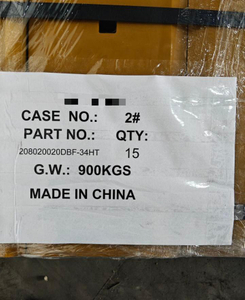 CASE NO.: 2#
PART NO.: QTY:
208020020DBF-34HT 15
G.W.: 900KGS
MADE IN CHINA